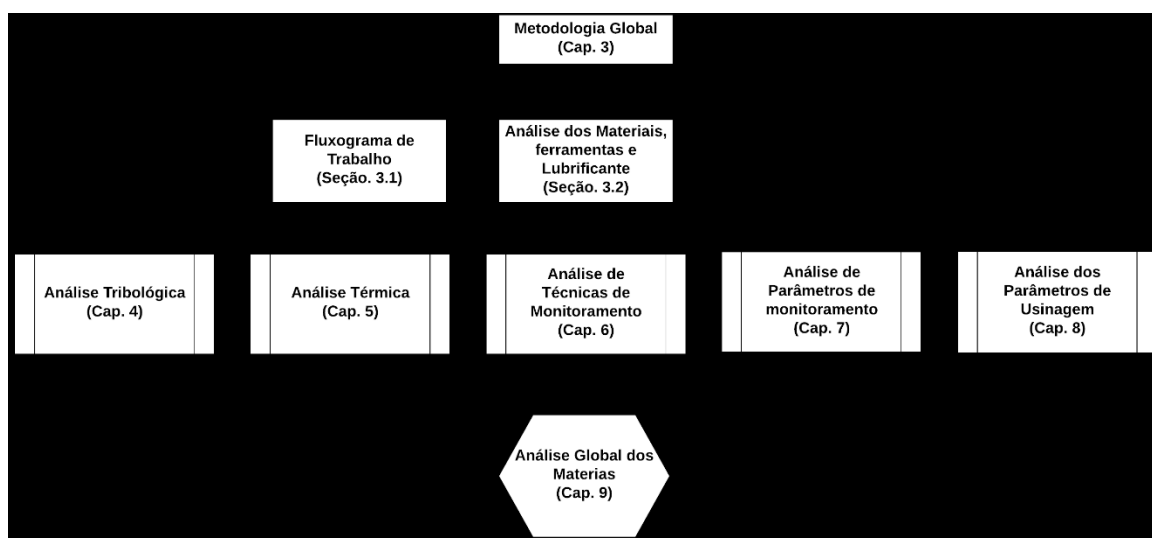 Metodologia Global
(Cap. 3)
Fluxograma de
Trabalho
(Seção. 3.1)
Análise dos Materiais,
ferramentas e
Lubrificante
(Seção. 3.2)
Análise Tribológica
(Cap. 4)
Análise Térmica
(Cap. 5)
Análise de
Técnicas de
Monitoramento
(Cap. 6)
Análise de
Parâmetros de
monitoramento
(Cap. 7)
Análise dos
Parâmetros de
Usinagem
(Cap. 8)
Análise Global dos
Materias
(Cap. 9)